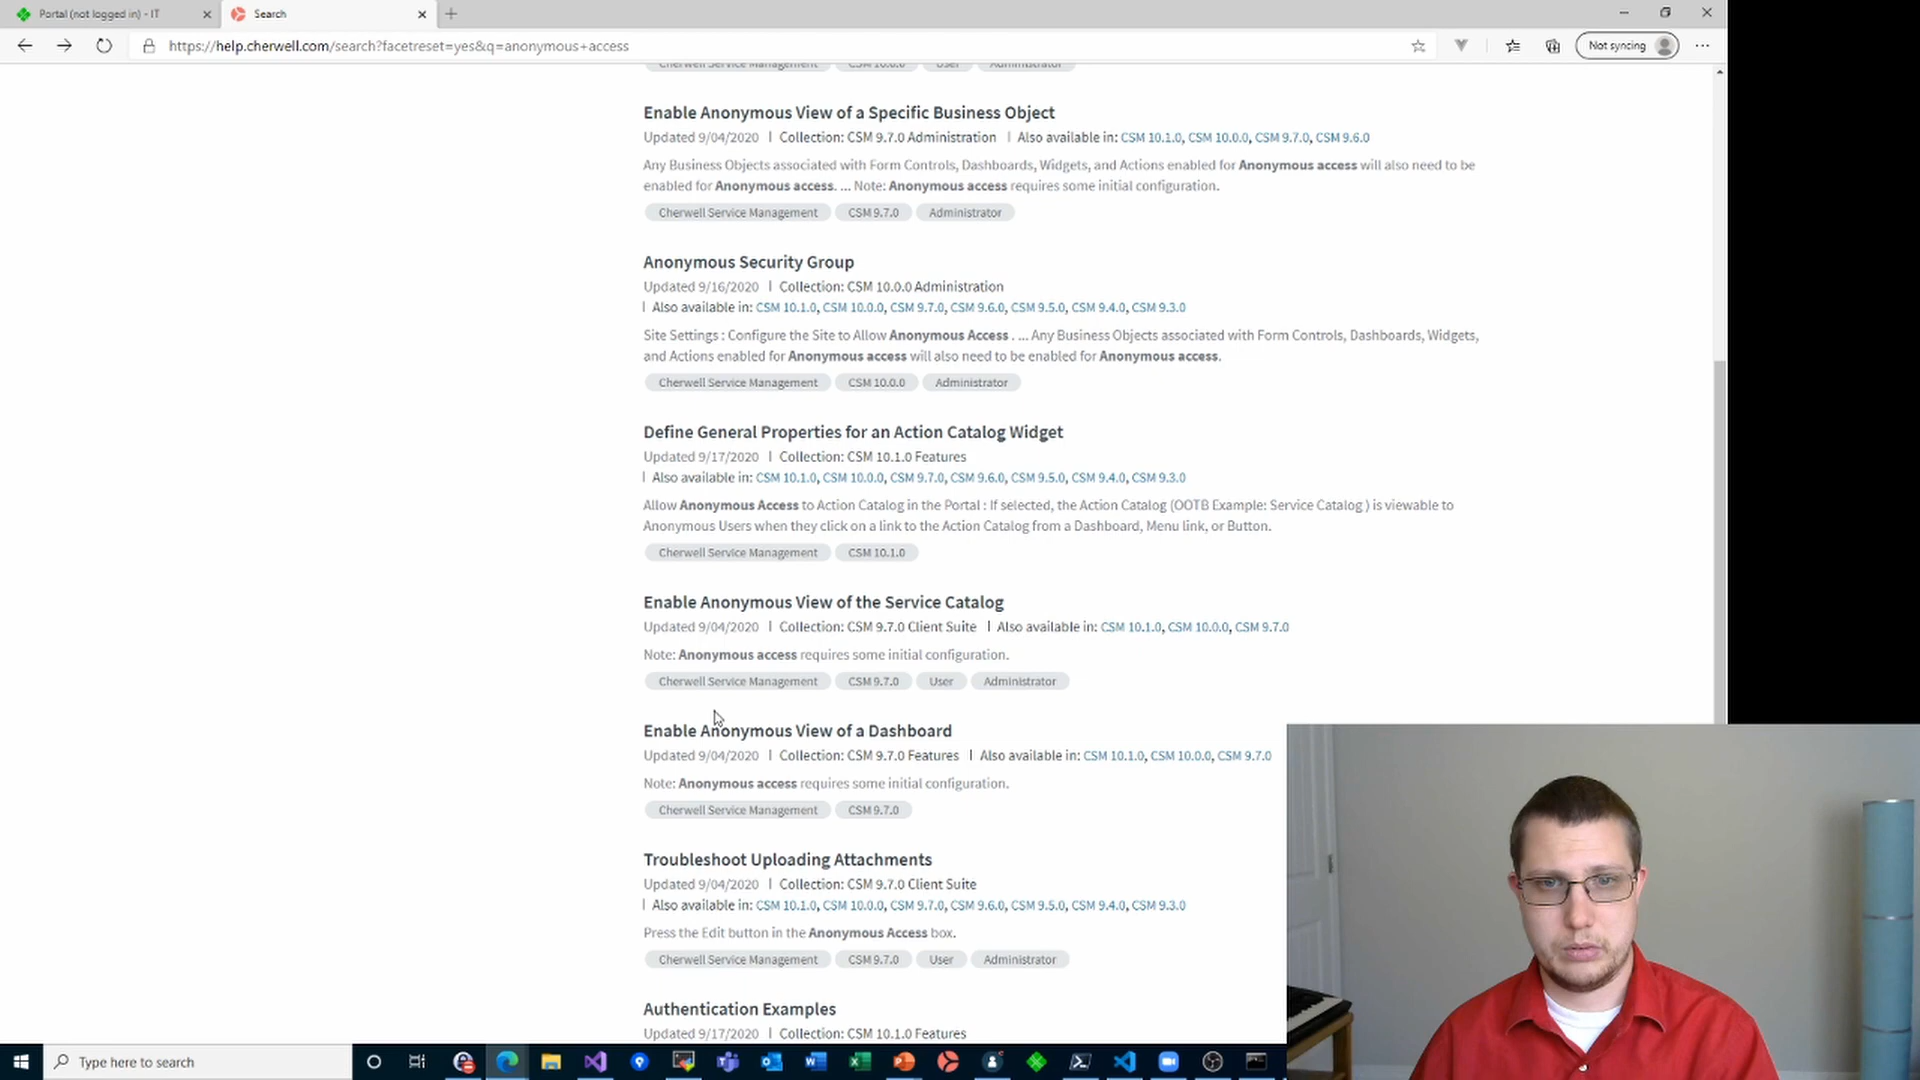 Portal (not logged in) - IT
Search
https://help.cherwell.com/search?facetreset=yes&q=anonymous+access
Not syncing
Cherwell Service Management CSM 10.0.0 User Administrator
Enable Anonymous View of a Specific Business Object
Updated 9/04/2020 | Collection: CSM 9.7.0 Administration | Also available in: CSM 10.1.0, CSM 10.0.0, CSM 9.7.0, CSM 9.6.0
Any Business Objects associated with Form Controls, Dashboards, Widgets, and Actions enabled for Anonymous access will also need to be
enabled for Anonymous access. ... Note: Anonymous access requires some initial configuration.
Cherwell Service Management CSM 9.7.0 Administrator
Anonymous Security Group
Updated 9/16/2020 | Collection: CSM 10.0.0 Administration
| Also available in: CSM 10.1.0, CSM 10.0.0, CSM 9.7.0, CSM 9.6.0, CSM 9.5.0, CSM 9.4.0, CSM 9.3.0
Site Settings : Configure the Site to Allow Anonymous Access . ... Any Business Objects associated with Form Controls, Dashboards, Widgets,
and Actions enabled for Anonymous access will also need to be enabled for Anonymous access.
Cherwell Service Management CSM 10.0.0 Administrator
Define General Properties for an Action Catalog Widget
Updated 9/17/2020 | Collection: CSM 10.1.0 Features
| Also available in: CSM 10.1.0, CSM 10.0.0, CSM 9.7.0, CSM 9.6.0, CSM 9.5.0, CSM 9.4.0, CSM 9.3.0
Allow Anonymous Access to Action Catalog in the Portal : If selected, the Action Catalog (OOTB Example: Service Catalog ) is viewable to
Anonymous Users when they click on a link to the Action Catalog from a Dashboard, Menu link, or Button.
Cherwell Service Management CSM 10.1.0
Enable Anonymous View of the Service Catalog
Updated 9/04/2020 | Collection: CSM 9.7.0 Client Suite | Also available in: CSM 10.1.0, CSM 10.0.0, CSM 9.7.0
Note: Anonymous access requires some initial configuration.
Cherwell Service Management CSM 9.7.0 User Administrator
Enable Anonymous View of a Dashboard
Updated 9/04/2020 | Collection: CSM 9.7.0 Features | Also available in: CSM 10.1.0, CSM 10.0.0, CSM 9.7.0
Note: Anonymous access requires some initial configuration.
Cherwell Service Management CSM 9.7.0
Troubleshoot Uploading Attachments
Updated 9/04/2020 | Collection: CSM 9.7.0 Client Suite
| Also available in: CSM 10.1.0, CSM 10.0.0, CSM 9.7.0, CSM 9.6.0, CSM 9.5.0, CSM 9.4.0, CSM 9.3.0
Press the Edit button in the Anonymous Access box.
Cherwell Service Management CSM 9.7.0 User Administrator
Authentication Examples
Updated 9/17/2020 | Collection: CSM 10.1.0 Features
Type here to search